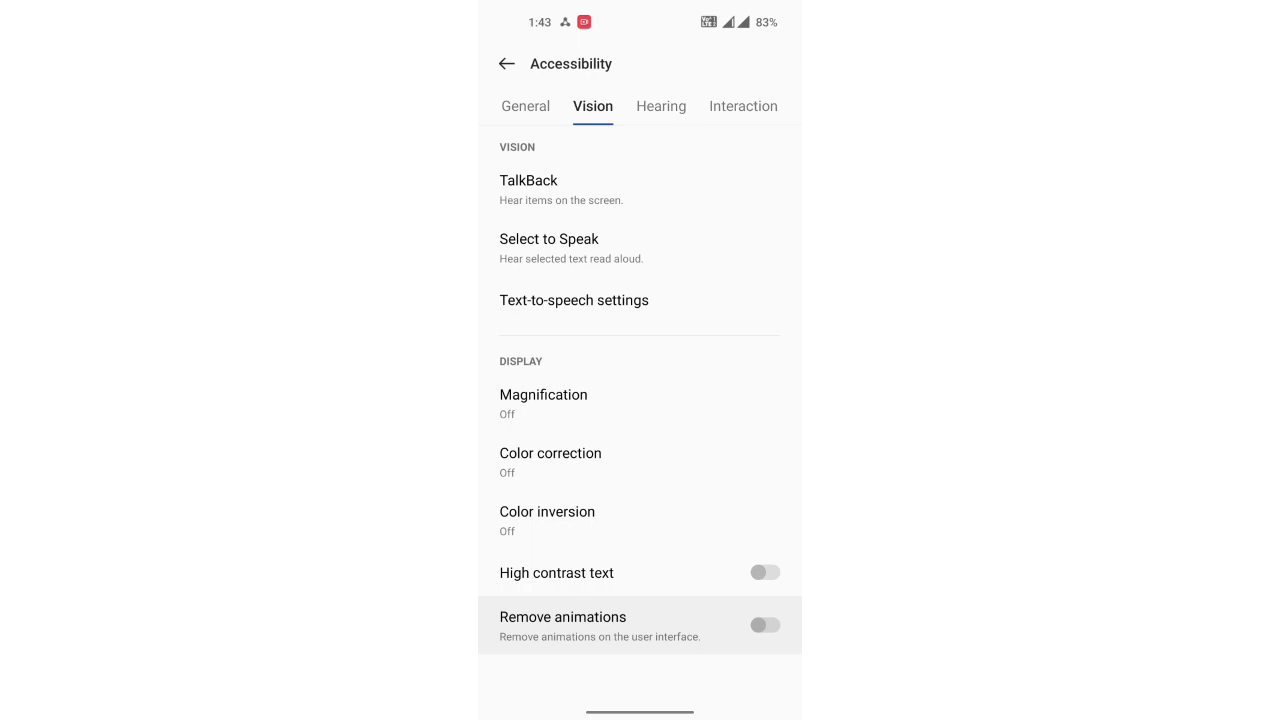 1:43 83%
Accessibility
General Vision Hearing Interaction
VISION
TalkBack
Hear items on the screen.
Select to Speak
Hear selected text read aloud.
Text-to-speech settings
DISPLAY
Magnification
Off
Color correction
Off
Color inversion
Off
High contrast text
Remove animations
Remove animations on the user interface.